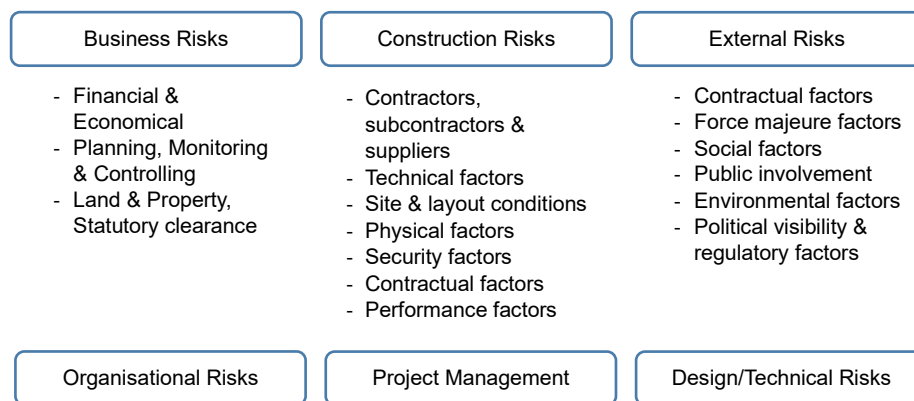 Business Risks
- Financial &
Economical
- Planning, Monitoring
& Controlling
- Land & Property,
Statutory clearance
Construction Risks
- Contractors,
subcontractors &
suppliers
- Technical factors
- Site & layout conditions
- Physical factors
- Security factors
- Contractual factors
- Performance factors
External Risks
- Contractual factors
- Force majeure factors
- Social factors
- Public involvement
- Environmental factors
- Political visibility &
regulatory factors
Organisational Risks
Project Management
Design/Technical Risks